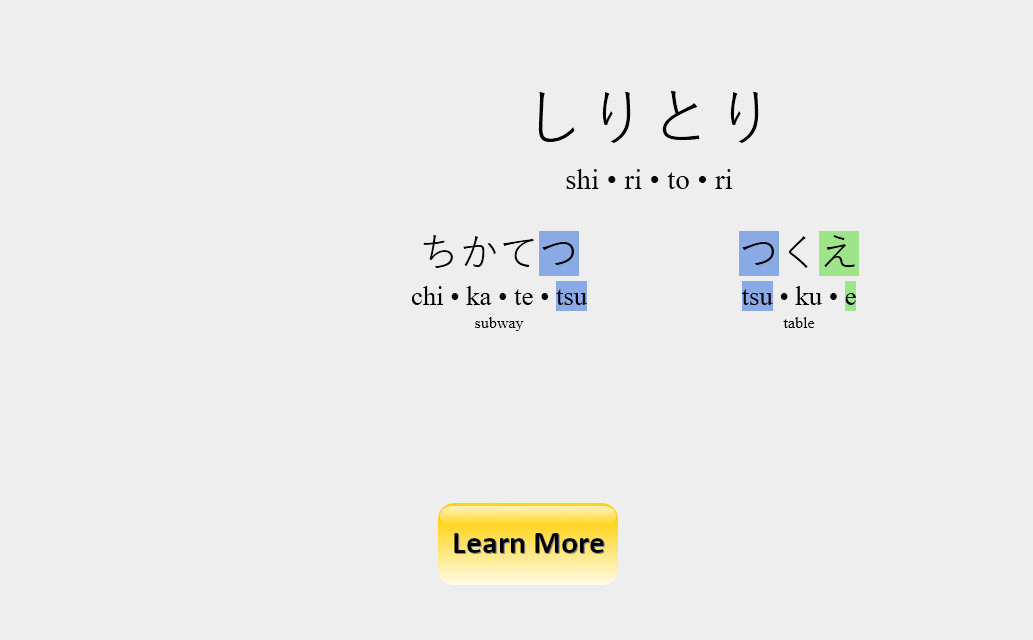 しりとり
shi • ri • to • ri
ちかてつ
chi • ka • te • tsu
subway
つくえ
tsu • ku • e
table
Learn More